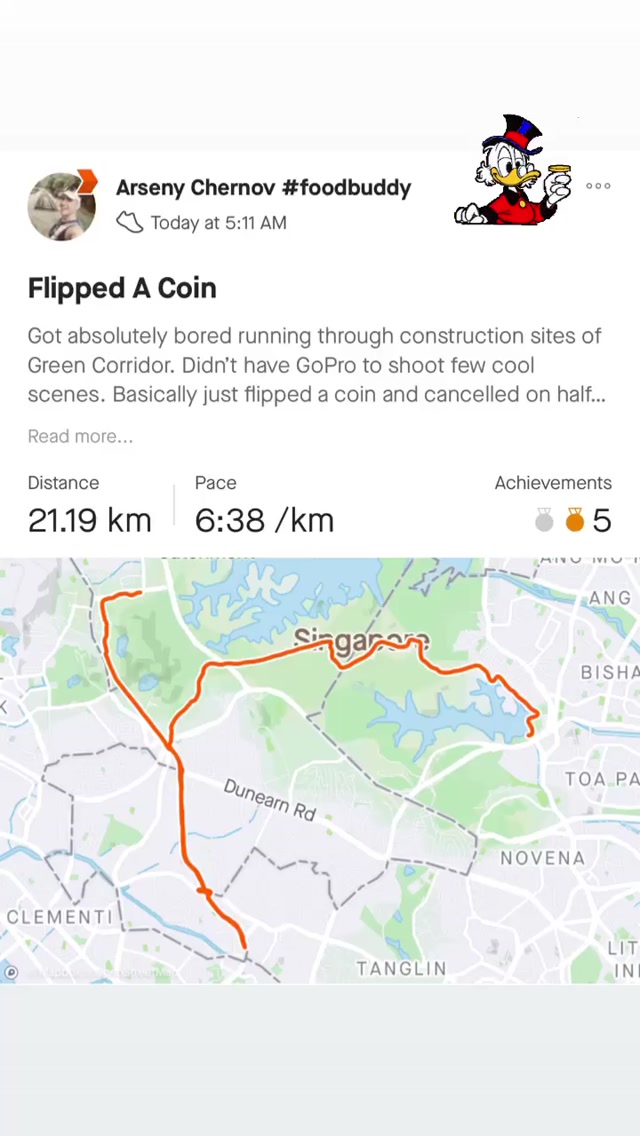 Arseny Chernov #foodbuddy
Today at 5:11 AM
Flipped A Coin
Got absolutely bored running through construction sites of
Green Corridor. Didn't have GoPro to shoot few cool
scenes. Basically just flipped a coin and cancelled on half...
Read more...
Distance
Pace
Achievements
21.19 km
6:38 /km
5
ANG
Singapore
BISHA
K
TOA PA
Dunearn Rd
NOVENA
CLEMENTI
LIT
TANGLIN
IN